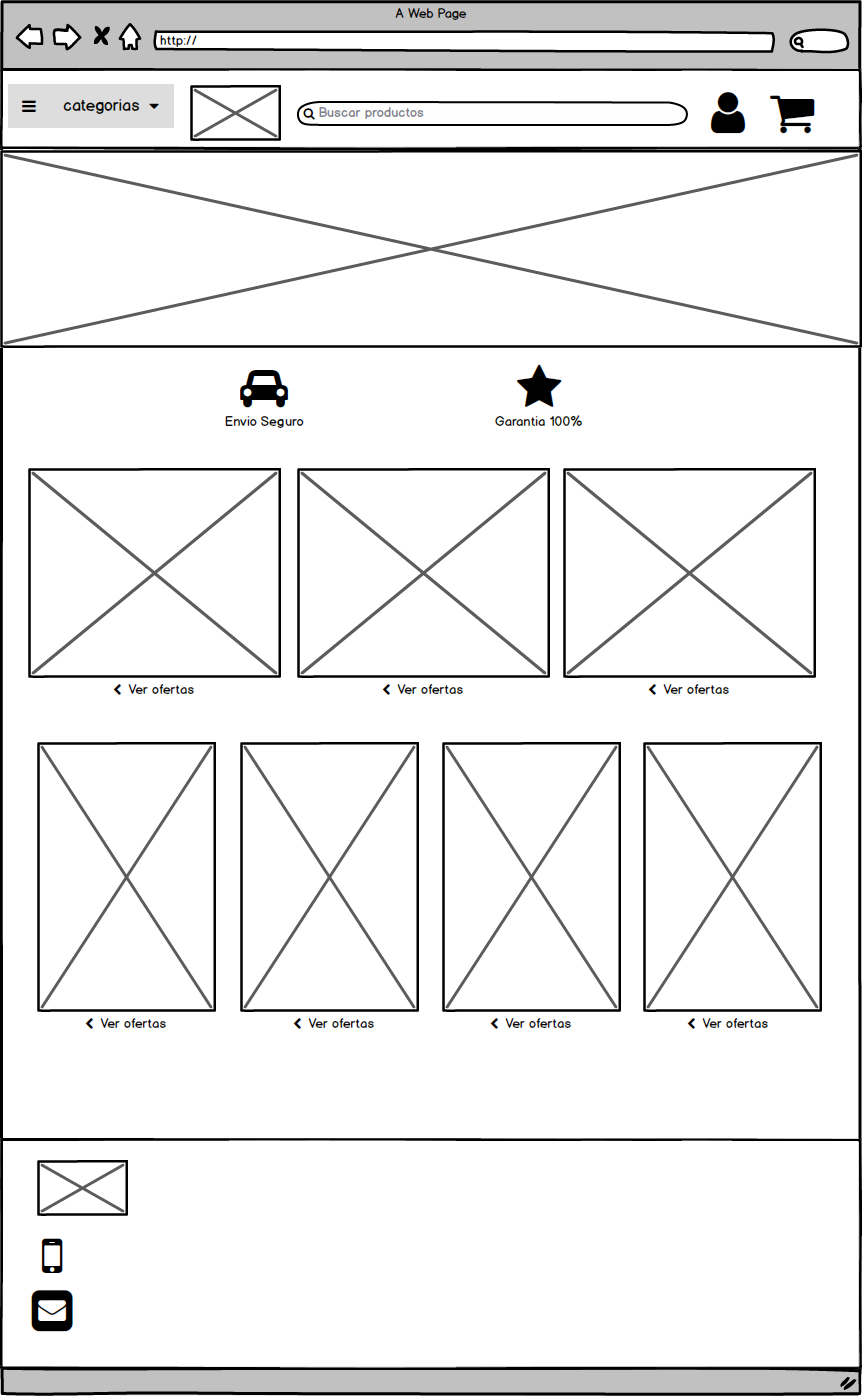 A Web Page
http://
categorias
Buscar productos
Envio Seguro
Garantia 100%
Ver ofertas
Ver ofertas
Ver ofertas
Ver ofertas
Ver ofertas
Ver ofertas
Ver ofertas